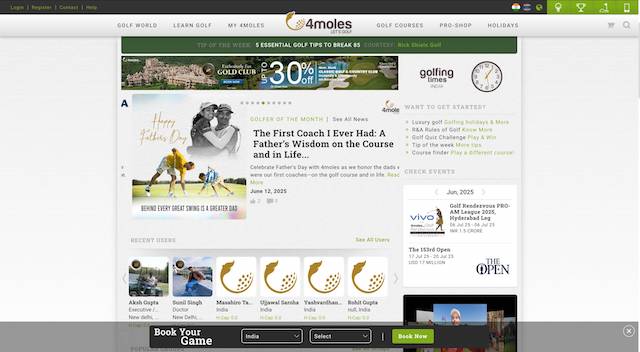 Login | Register | Contact | Help
GOLF WORLD LEARN GOLF MY 4MOLES 4moles GOLF COURSES PRO-SHOP HOLIDAYS
LET'S GOLF
TIP OF THE WEEK: 5 ESSENTIAL GOLF TIPS TO BREAK 85 COURTESY: Rick Shiels Golf
Exclusively for
GOLD CLUB
UP TO 30% off
CLASSIC GOLF & COUNTRY CLUB
golfing
times
INDIA
A
4moles
Happy
Father's Day
BEHIND EVERY GREAT SWING IS A GREATER DAD
GOLFER OF THE MONTH | See All News
The First Coach I Ever Had: A
Father's Wisdom on the Course
and in Life...
Celebrate Father's Day with 4moles as we honor the dads
were our first coaches—on the golf course and in life. Read
More
June 12, 2025
2 0
WANT TO GET STARTED?
Luxury golf Golfing holidays & More
R&A Rules of Golf Know More
Golf Quiz Challenge Play & Win
Tip of the week More tips
Course finder Play a different course!
CHECK EVENTS
Jun, 2025
vivo
Golf Rendezvous PRO-
AM League 2025,
Hyderabad Leg
06 Jul 25 - 06 Jul 25
INR 1.5 CRORE
The 153rd Open
17 Jul 25 - 20 Jul 25
USD 17 MILLION
THE
OPEN
RECENT USERS See All Users
Aksh Gupta
Executive /...
New Delhi, ...
Sunil Singh
Doctor
New Delhi, ...
Masahiro Ta...
India
H Cap 0.0
Ujjawal Saroha
India
H Cap 0.0
Yashvardhan...
India
H Cap 0.0
Rohit Gupta
null, India
H Cap 0.0
Book Your
Game
India Select | Book Now